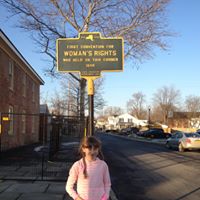 FIRST CONVENTION FOR
WOMAN'S RIGHTS
WAS HELD ON THIS CORNER
1848